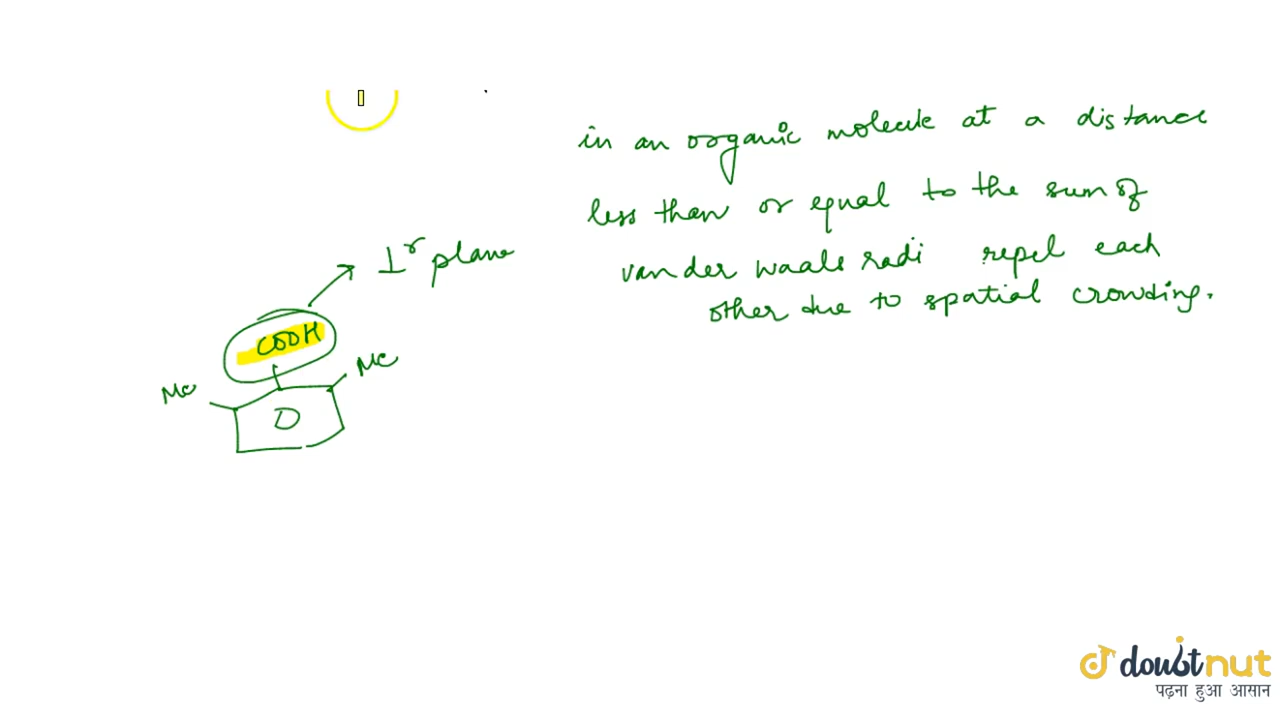 in an organic molecule at a distance
less than or equal to the sum of
van der waals radi repel each
other due to spatial crowding.
⊥r plane
COOH
Me
Me
D
doubtnut
पढ़ना हुआ आसान